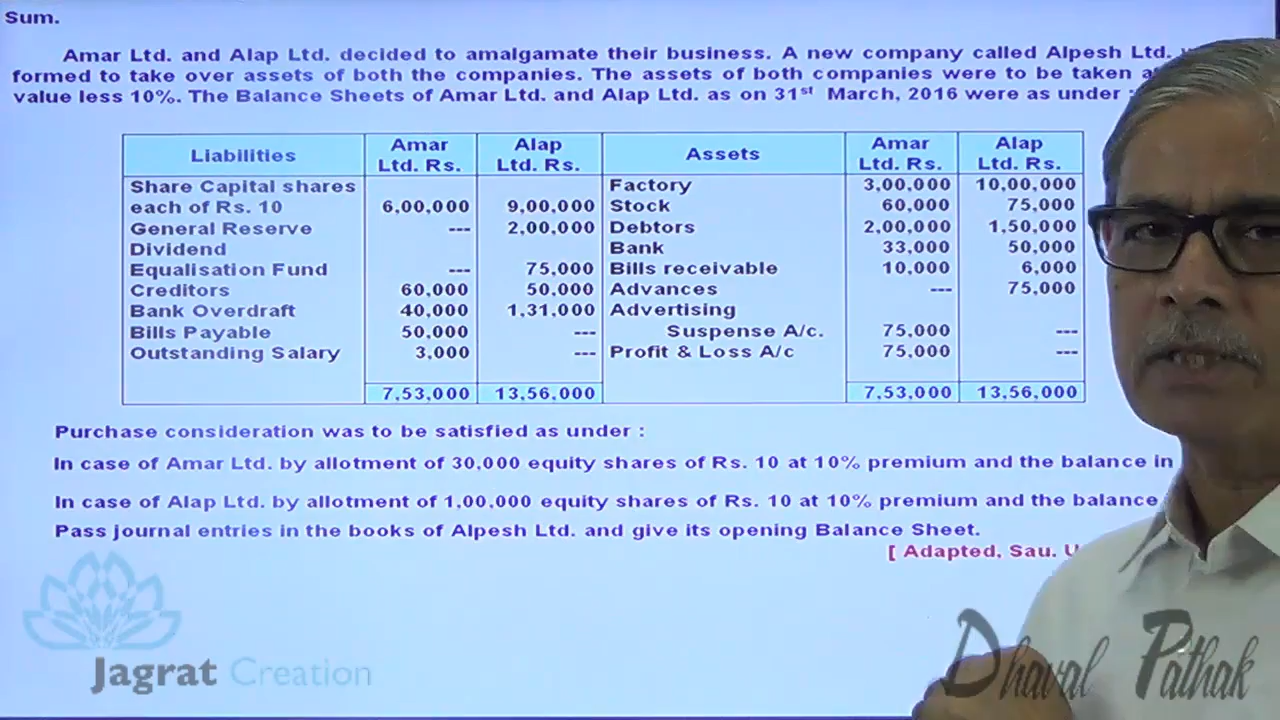 Sum.
Amar Ltd. and Alap Ltd. decided to amalgamate their business. A new company called Alpesh Ltd.
formed to take over assets of both the companies. The assets of both companies were to be taken
value less 10%. The Balance Sheets of Amar Ltd. and Alap Ltd. as on 31st March, 2016 were as under :
Liabilities Amar Ltd. Rs. Alap Ltd. Rs. Assets Amar Ltd. Rs. Alap Ltd. Rs.
Share Capital shares Factory 3,00,000 10,00,000
each of Rs. 10 6,00,000 9,00,000 Stock 60,000 75,000
General Reserve --- 2,00,000 Debtors 2,00,000 1,50,000
Dividend Bank 33,000 50,000
Equalisation Fund --- 75,000 Bills receivable 10,000 6,000
Creditors 60,000 50,000 Advances --- 75,000
Bank Overdraft 40,000 1,31,000 Advertising
Bills Payable 50,000 --- Suspense A/c. 75,000 ---
Outstanding Salary 3,000 --- Profit & Loss A/c 75,000 ---
7,53,000 13,56,000 7,53,000 13,56,000
Purchase consideration was to be satisfied as under :
In case of Amar Ltd. by allotment of 30,000 equity shares of Rs. 10 at 10% premium and the balance in
In case of Alap Ltd. by allotment of 1,00,000 equity shares of Rs. 10 at 10% premium and the balance
Pass journal entries in the books of Alpesh Ltd. and give its opening Balance Sheet.
[ Adapted, Sau.
Jagrat Creation
Dhaval Pathak